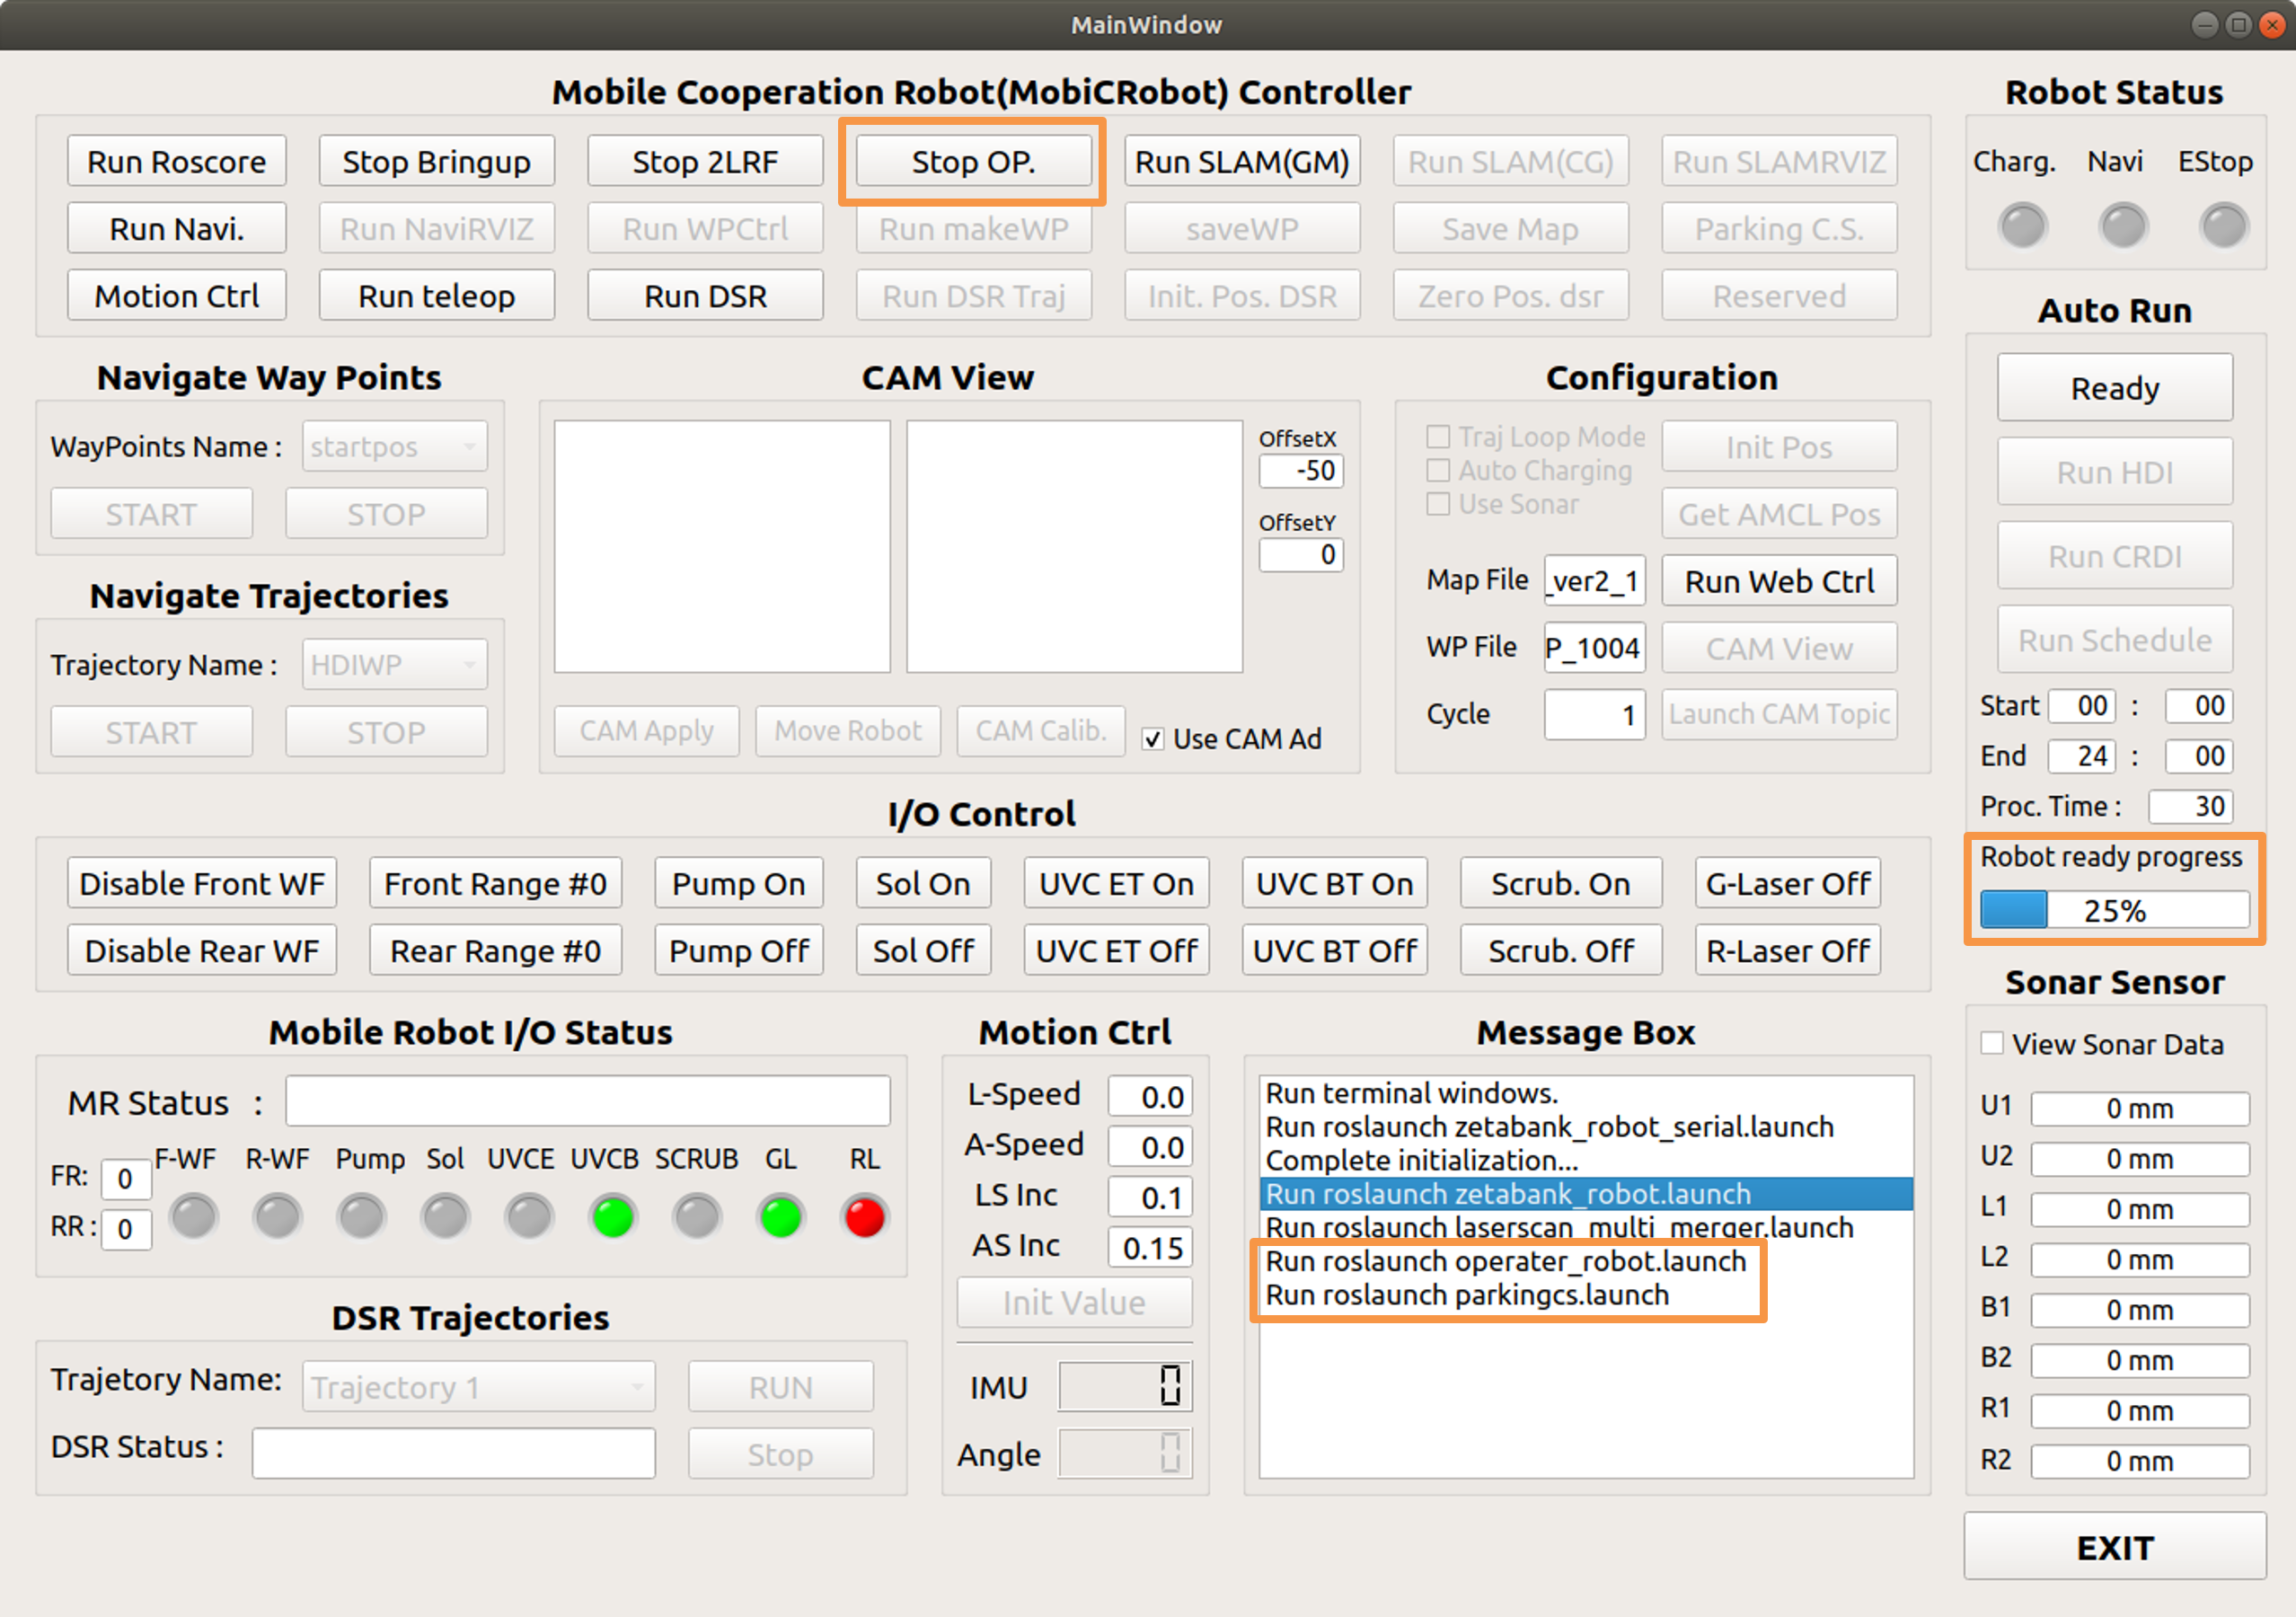 MainWindow
Mobile Cooperation Robot(MobiCRobot) Controller
Run Roscore Stop Bringup Stop 2LRF Stop OP. Run SLAM(GM) Run SLAM(CG) Run SLAMRVIZ
Run Navi. Run NaviRVIZ Run WPCtrl Run makeWP saveWP Save Map Parking C.S.
Motion Ctrl Run teleop Run DSR Run DSR Traj Init. Pos. DSR Zero Pos. dsr Reserved
Robot Status
Charg. Navi EStop
Navigate Way Points
WayPoints Name : startpos
START STOP
Navigate Trajectories
Trajectory Name : HDIWP
START STOP
CAM View
OffsetX
-50
OffsetY
0
CAM Apply Move Robot CAM Calib. Use CAM Ad
Configuration
Traj Loop Mode Init Pos
Auto Charging
Use Sonar Get AMCL Pos
Map File _ver2_1 Run Web Ctrl
WP File P_1004 CAM View
Cycle 1 Launch CAM Topic
Auto Run
Ready
Run HDI
Run CRDI
Run Schedule
Start 00 : 00
End 24 : 00
Proc. Time : 30
Robot ready progress
25%
I/O Control
Disable Front WF Front Range #0 Pump On Sol On UVC ET On UVC BT On Scrub. On G-Laser Off
Disable Rear WF Rear Range #0 Pump Off Sol Off UVC ET Off UVC BT Off Scrub. Off R-Laser Off
Mobile Robot I/O Status
MR Status :
F-WF R-WF Pump Sol UVCE UVCB SCRUB GL RL
FR: 0
RR : 0
DSR Trajectories
Trajetory Name: Trajectory 1 RUN
DSR Status : Stop
Motion Ctrl
L-Speed 0.0
A-Speed 0.0
LS Inc 0.1
AS Inc 0.15
Init Value
IMU 0
Angle 0
Message Box
Run terminal windows.
Run roslaunch zetabank_robot_serial.launch
Complete initialization...
Run roslaunch zetabank_robot.launch
Run roslaunch laserscan_multi_merger.launch
Run roslaunch operater_robot.launch
Run roslaunch parkingcs.launch
Sonar Sensor
View Sonar Data
U1 0 mm
U2 0 mm
L1 0 mm
L2 0 mm
B1 0 mm
B2 0 mm
R1 0 mm
R2 0 mm
EXIT